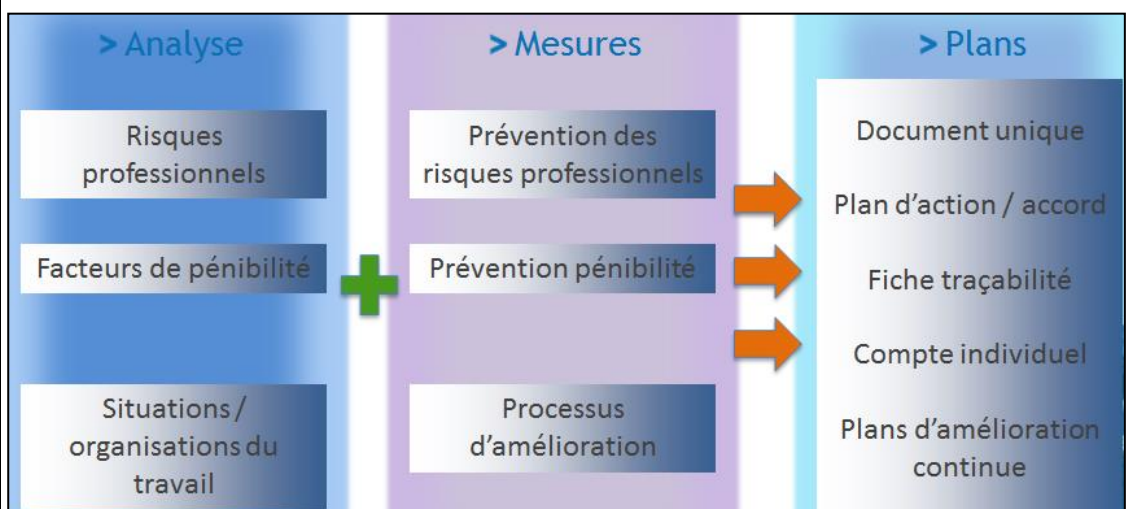 > Analyse
Risques
professionnels
Facteurs de pénibilité
Situations /
organisations du
travail
> Mesures
Prévention des
risques professionnels
Prévention pénibilité
Processus
d’amélioration
> Plans
Document unique
Plan d’action / accord
Fiche traçabilité
Compte individuel
Plans d’amélioration
continue